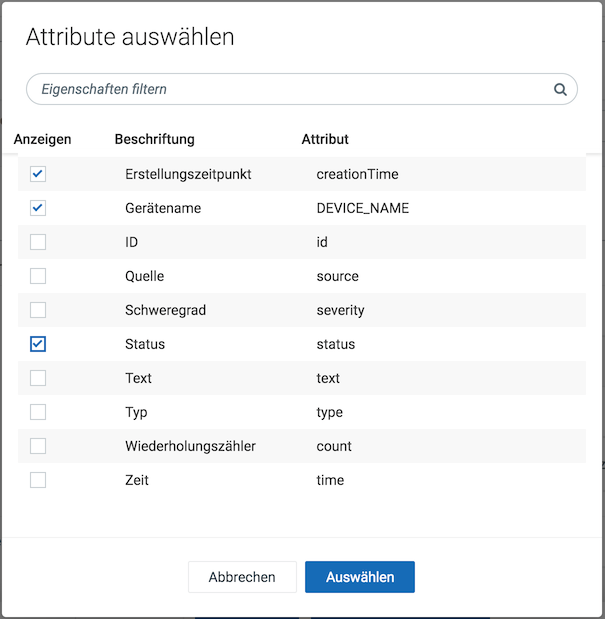 Attribute auswählen
Eigenschaften filtern
Anzeigen Beschriftung Attribut
Erstellungszeitpunkt creationTime
Gerätename DEVICE_NAME
ID id
Quelle source
Schweregrad severity
Status status
Text text
Typ type
Wiederholungszähler count
Zeit time
Abbrechen Auswählen